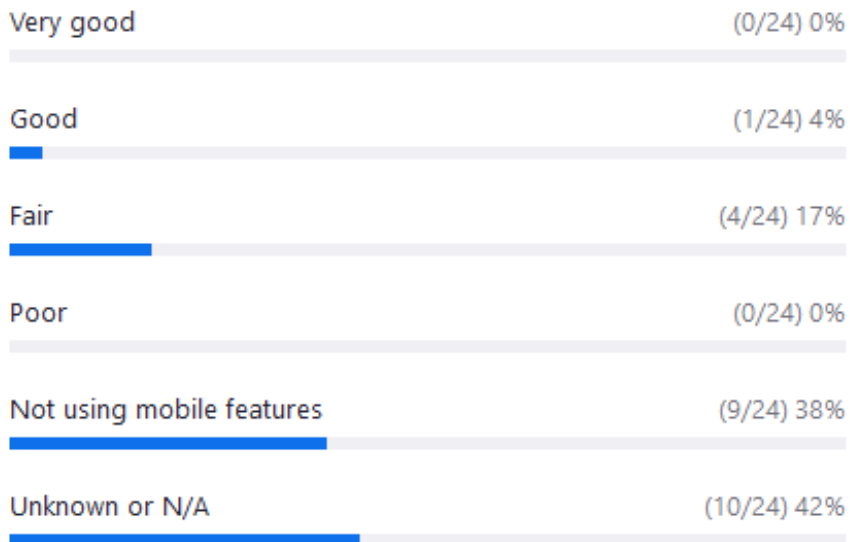 Very good (0/24) 0%
Good (1/24) 4%
Fair (4/24) 17%
Poor (0/24) 0%
Not using mobile features (9/24) 38%
Unknown or N/A (10/24) 42%